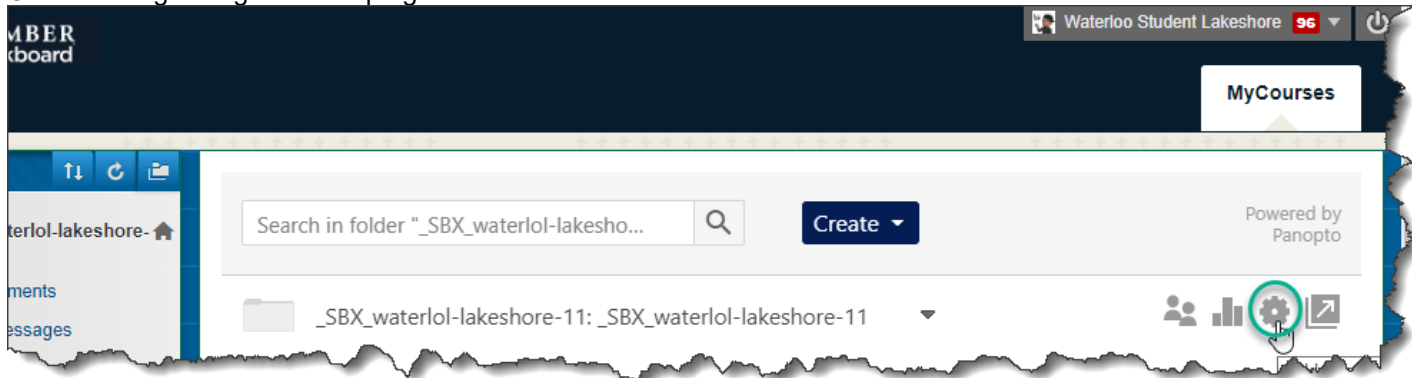 MBER
kboard
Waterloo Student Lakeshore 96
MyCourses
Search in folder "_SBX_waterlol-lakesho...
Create
Powered by
Panopto
terlol-lakeshore-
ments
_SBX_waterlol-lakeshore-11: _SBX_waterlol-lakeshore-11
essages